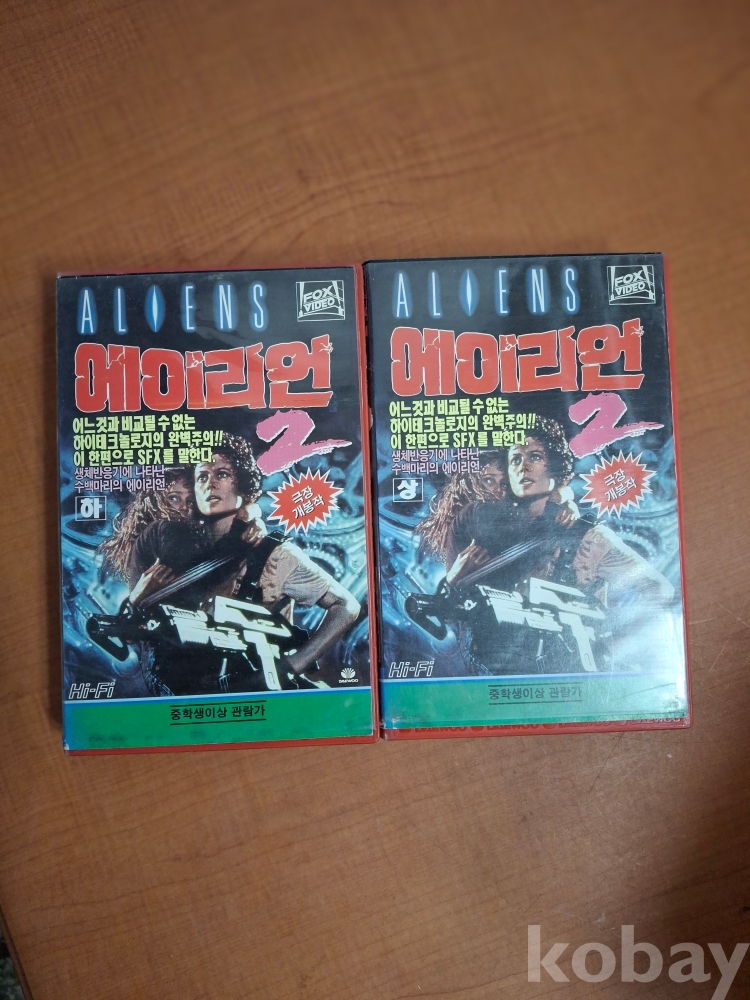 ALIENS
FOX
VIDEO
에이리언
2
어느것과 비교될 수 없는
하이테크놀로지의 완벽주의!!
이 한편으로 SFX를 말한다.
생체반응기에 나타난
수백마리의 에이리언
하
극장
개봉작
Hi-Fi
DAEWOO
중학생이상 관람가
ALIENS
FOX
VIDEO
에이리언
2
어느것과 비교될 수 없는
하이테크놀로지의 완벽주의!!
이 한편으로 SFX를 말한다.
생체반응기에 나타난
수백마리의 에이리언
상
극장
개봉작
Hi-Fi
중학생이상 관람가
kobay